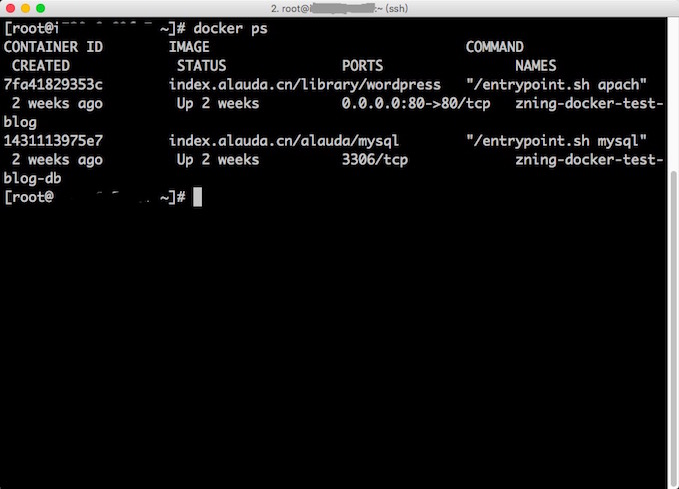 2. root@ :~ (ssh)
[root@i ~]# docker ps
CONTAINER ID IMAGE COMMAND
CREATED STATUS PORTS NAMES
7fa41829353c index.alauda.cn/library/wordpress "/entrypoint.sh apach"
2 weeks ago Up 2 weeks 0.0.0.0:80->80/tcp zning-docker-test-
blog
1431113975e7 index.alauda.cn/alauda/mysql "/entrypoint.sh mysql"
2 weeks ago Up 2 weeks 3306/tcp zning-docker-test-
blog-db
[root@ ~]#